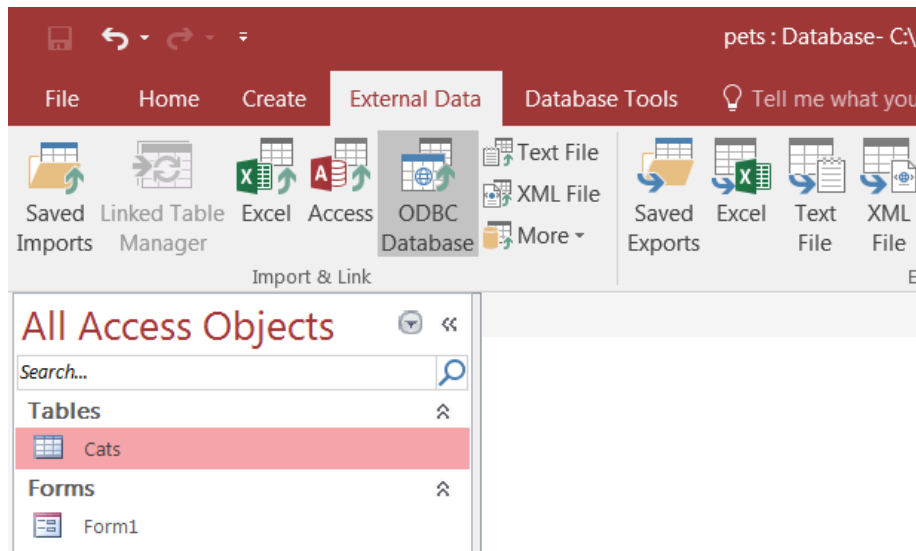 pets : Database- C:\
File Home Create External Data Database Tools Tell me what you
Saved Imports
Linked Table Manager
Excel
Access
ODBC Database
Text File
XML File
More
Saved Exports
Excel
Text File
XML File
Import & Link
E
All Access Objects
Search...
Tables
Cats
Forms
Form1